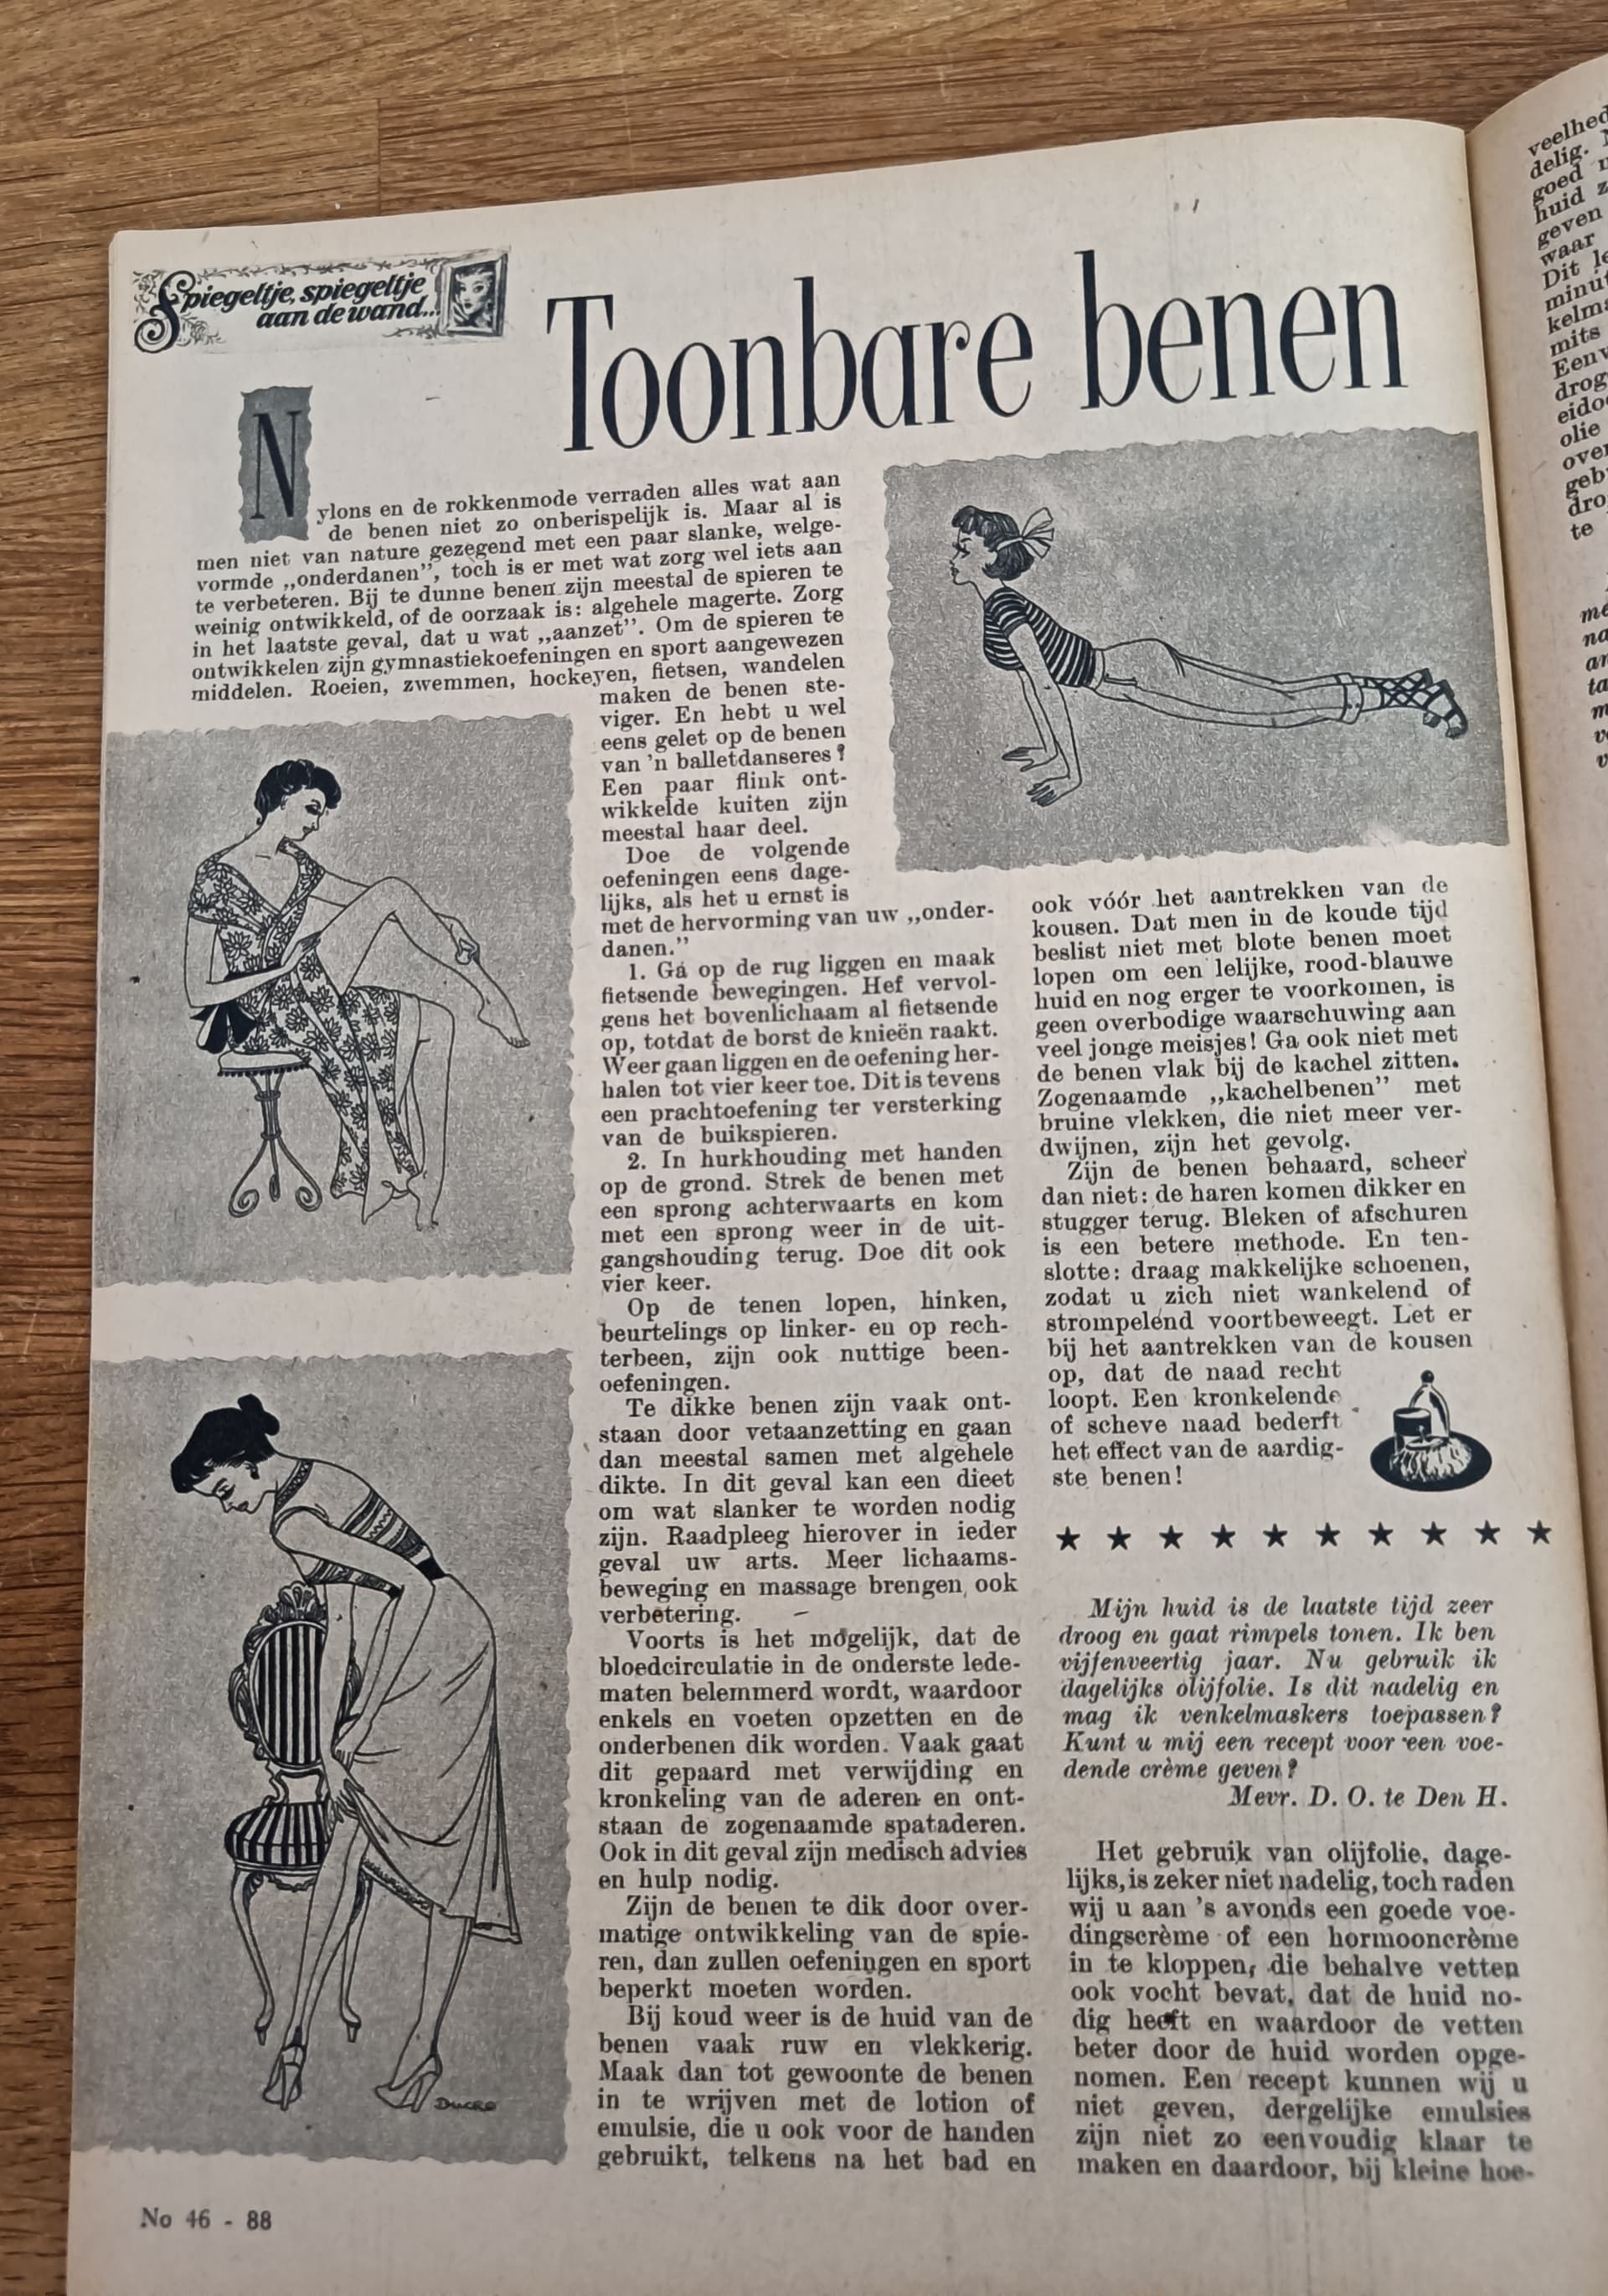 Spiegeltje, spiegeltje
aan de wand...
Toonbare benen
Nylons en de rokkenmode verraden alles wat aan
de benen niet zo onberispelijk is. Maar al is
men niet van nature gezegend met een paar slanke, welge-
vormde „onderdanen”, toch is er met wat zorg wel iets aan
te verbeteren. Bij te dunne benen zijn meestal de spieren te
weinig ontwikkeld, of de oorzaak is: algehele magerte. Zorg
in het laatste geval, dat u wat „aanzet”. Om de spieren te
ontwikkelen zijn gymnastiekoefeningen en sport aangewezen
middelen. Roeien, zwemmen, hockeyen, fietsen, wandelen
maken de benen ste-
viger. En hebt u wel
eens gelet op de benen
van 'n balletdanseres?
Een paar flink ont-
wikkelde kuiten zijn
meestal haar deel.
Doe de volgende
oefeningen eens dage-
lijks, als het u ernst is
met de hervorming van uw „onder-
danen.”
1. Ga op de rug liggen en maak
fietsende bewegingen. Hef vervol-
gens het bovenlichaam al fietsende
op, totdat de borst de knieën raakt.
Weer gaan liggen en de oefening her-
halen tot vier keer toe. Dit is tevens
een prachtoefening ter versterking
van de buikspieren.
2. In hurkhouding met handen
op de grond. Strek de benen met
een sprong achterwaarts en kom
met een sprong weer in de uit-
gangshouding terug. Doe dit ook
vier keer.
Op de tenen lopen, hinken,
beurtelings op linker- en op rech-
terbeen, zijn ook nuttige been-
oefeningen.
Te dikke benen zijn vaak ont-
staan door vetaanzetting en gaan
dan meestal samen met algehele
dikte. In dit geval kan een dieet
om wat slanker te worden nodig
zijn. Raadpleeg hierover in ieder
geval uw arts. Meer lichaams-
beweging en massage brengen ook
verbetering.
Voorts is het mogelijk, dat de
bloedcirculatie in de onderste lede-
maten belemmerd wordt, waardoor
enkels en voeten opzetten en de
onderbenen dik worden. Vaak gaat
dit gepaard met verwijding en
kronkeling van de aderen en ont-
staan de zogenaamde spataderen.
Ook in dit geval zijn medisch advies
en hulp nodig.
Zijn de benen te dik door over-
matige ontwikkeling van de spie-
ren, dan zullen oefeningen en sport
beperkt moeten worden.
Bij koud weer is de huid van de
benen vaak ruw en vlekkerig.
Maak dan tot gewoonte de benen
in te wrijven met de lotion of
emulsie, die u ook voor de handen
gebruikt, telkens na het bad en
ook vóór het aantrekken van de
kousen. Dat men in de koude tijd
beslist niet met blote benen moet
lopen om een lelijke, rood-blauwe
huid en nog erger te voorkomen, is
geen overbodige waarschuwing aan
veel jonge meisjes! Ga ook niet met
de benen vlak bij de kachel zitten.
Zogenaamde „kachelbenen” met
bruine vlekken, die niet meer ver-
dwijnen, zijn het gevolg.
Zijn de benen behaard, scheer
dan niet: de haren komen dikker en
stugger terug. Bleken of afschuren
is een betere methode. En ten-
slotte: draag makkelijke schoenen,
zodat u zich niet wankelend of
strompelend voortbeweegt. Let er
bij het aantrekken van de kousen
op, dat de naad recht
loopt. Een kronkelende
of scheve naad bederft
het effect van de aardig-
ste benen!
Mijn huid is de laatste tijd zeer
droog en gaat rimpels tonen. Ik ben
vijfenveertig jaar. Nu gebruik ik
dagelijks olijfolie. Is dit nadelig en
mag ik venkelmaskers toepassen?
Kunt u mij een recept voor een voe-
dende crème geven?
Mevr. D. O. te Den H.
Het gebruik van olijfolie, dage-
lijks, is zeker niet nadelig, toch raden
wij u aan 's avonds een goede voe-
dingscrème of een hormooncrème
in te kloppen, die behalve vetten
ook vocht bevat, dat de huid no-
dig heeft en waardoor de vetten
beter door de huid worden opge-
nomen. Een recept kunnen wij u
niet geven, dergelijke emulsies
zijn niet zo eenvoudig klaar te
maken en daardoor, bij kleine hoe-
Ducro
No 46 - 88
veelhed
delig.
goed
huid z
geven
waar
Dit le
minut
kelma
mits
Eenv
drog
eidoo
olie
over
geb
dro
te